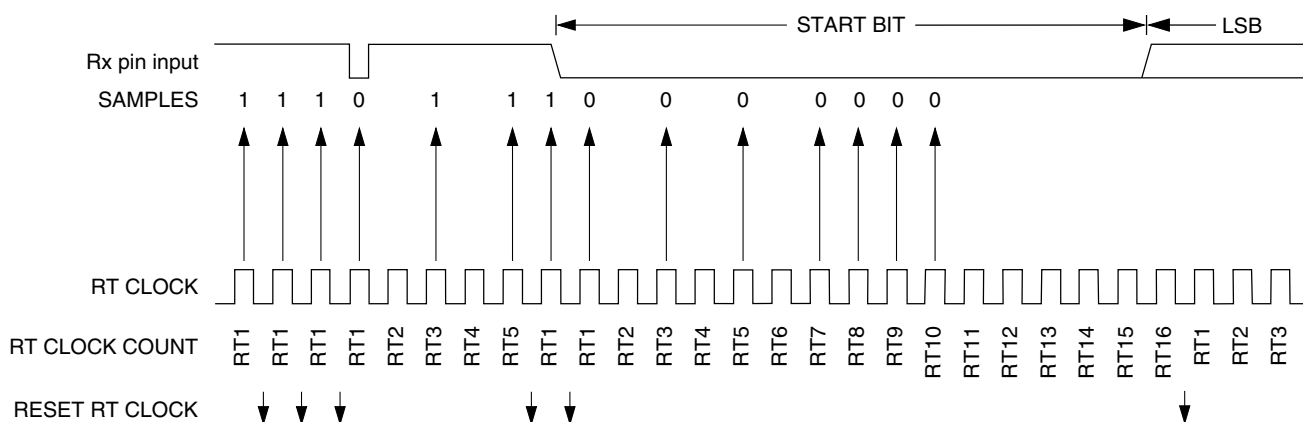 START BIT LSB
Rx pin input
SAMPLES 1 1 1 0 1 1 1 0 0 0 0 0 0 0
RT CLOCK
RT CLOCK COUNT RT1 RT1 RT1 RT1 RT2 RT3 RT4 RT5 RT1 RT1 RT2 RT3 RT4 RT5 RT6 RT7 RT8 RT9 RT10 RT11 RT12 RT13 RT14 RT15 RT16 RT1 RT2 RT3
RESET RT CLOCK